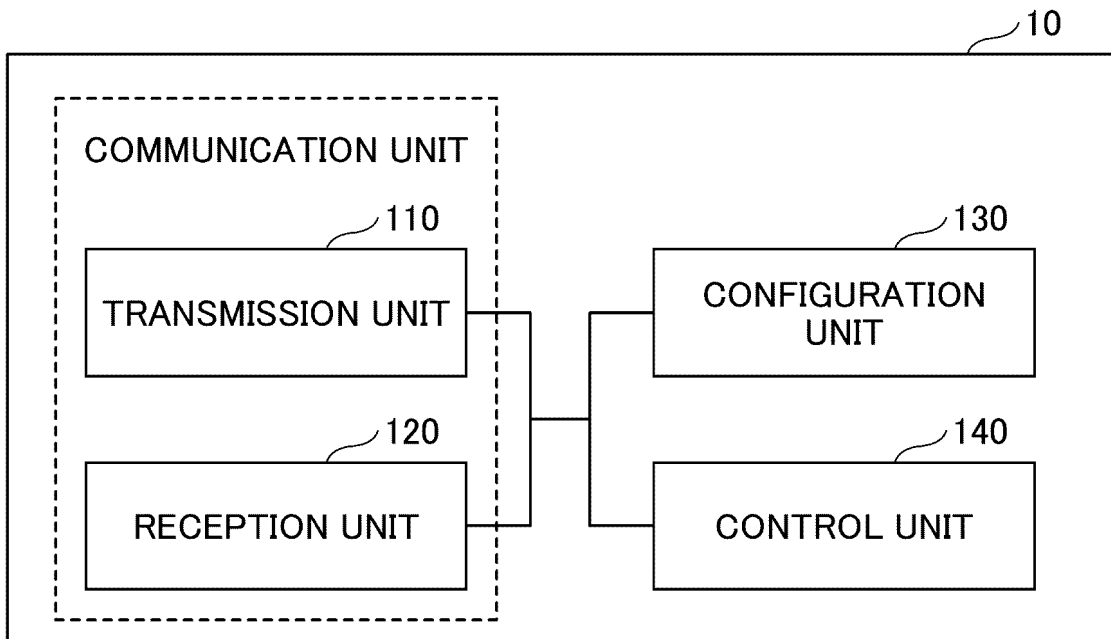 10
COMMUNICATION UNIT
110
TRANSMISSION UNIT
120
RECEPTION UNIT
130
CONFIGURATION
UNIT
140
CONTROL UNIT